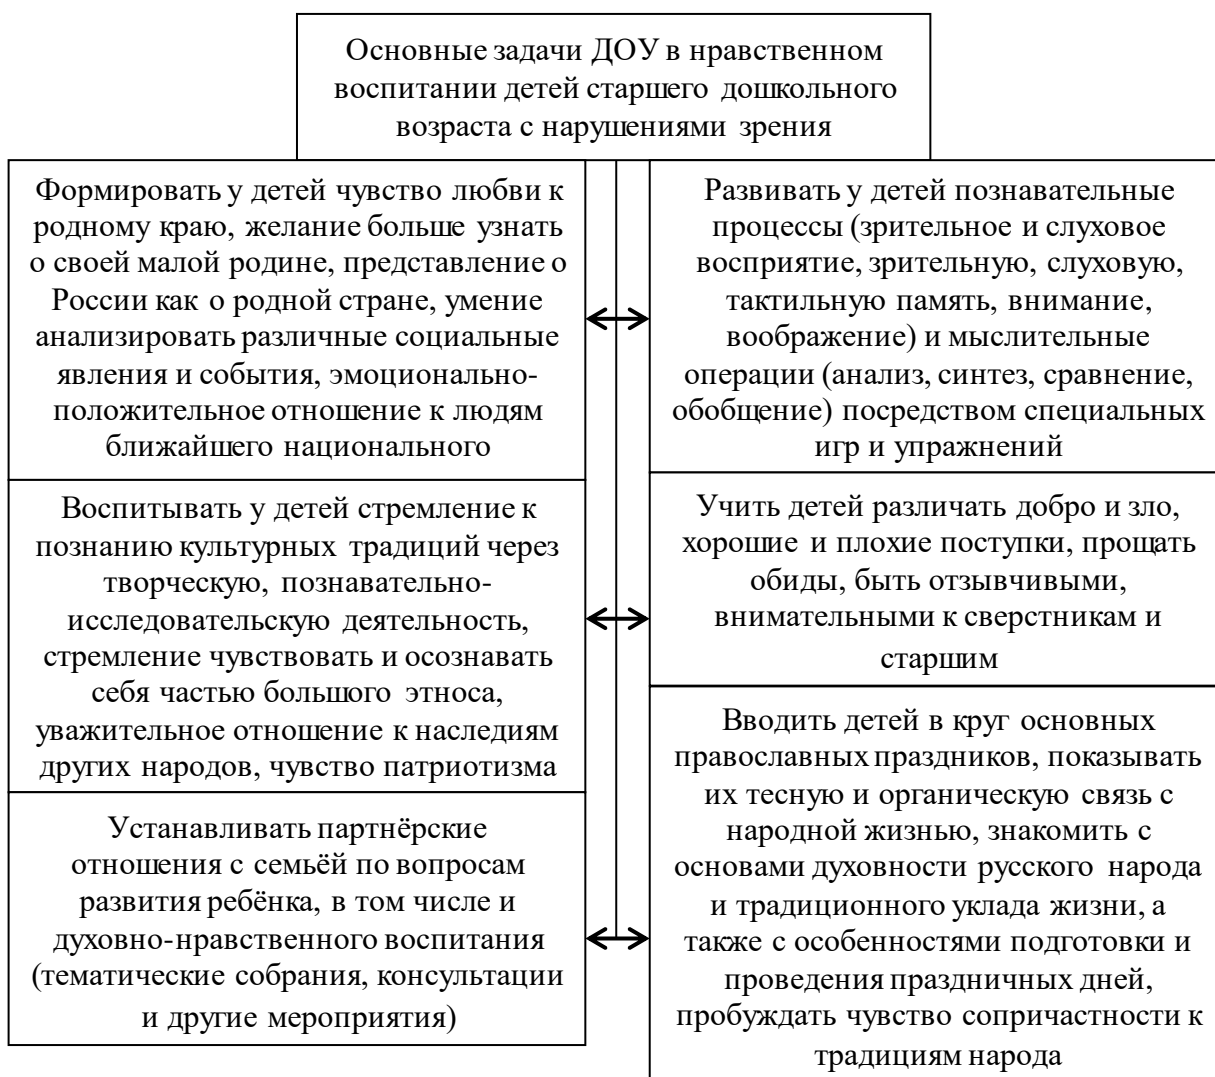 Основные задачи ДОУ в нравственном
воспитании детей старшего дошкольного
возраста с нарушениями зрения
Формировать у детей чувство любви к
родному краю, желание больше узнать
о своей малой родине, представление о
России как о родной стране, умение
анализировать различные социальные
явления и события, эмоционально-
положительное отношение к людям
ближайшего национального
Воспитывать у детей стремление к
познанию культурных традиций через
творческую, познавательно-
исследовательскую деятельность,
стремление чувствовать и осознавать
себя частью большого этноса,
уважительное отношение к наследиям
других народов, чувство патриотизма
Устанавливать партнёрские
отношения с семьёй по вопросам
развития ребёнка, в том числе и
духовно-нравственного воспитания
(тематические собрания, консультации
и другие мероприятия)
Развивать у детей познавательные
процессы (зрительное и слуховое
восприятие, зрительную, слуховую,
тактильную память, внимание,
воображение) и мыслительные
операции (анализ, синтез, сравнение,
обобщение) посредством специальных
игр и упражнений
Учить детей различать добро и зло,
хорошие и плохие поступки, прощать
обиды, быть отзывчивыми,
внимательными к сверстникам и
старшим
Вводить детей в круг основных
православных праздников, показывать
их тесную и органическую связь с
народной жизнью, знакомить с
основами духовности русского народа
и традиционного уклада жизни, а
также с особенностями подготовки и
проведения праздничных дней,
пробуждать чувство сопричастности к
традициям народа